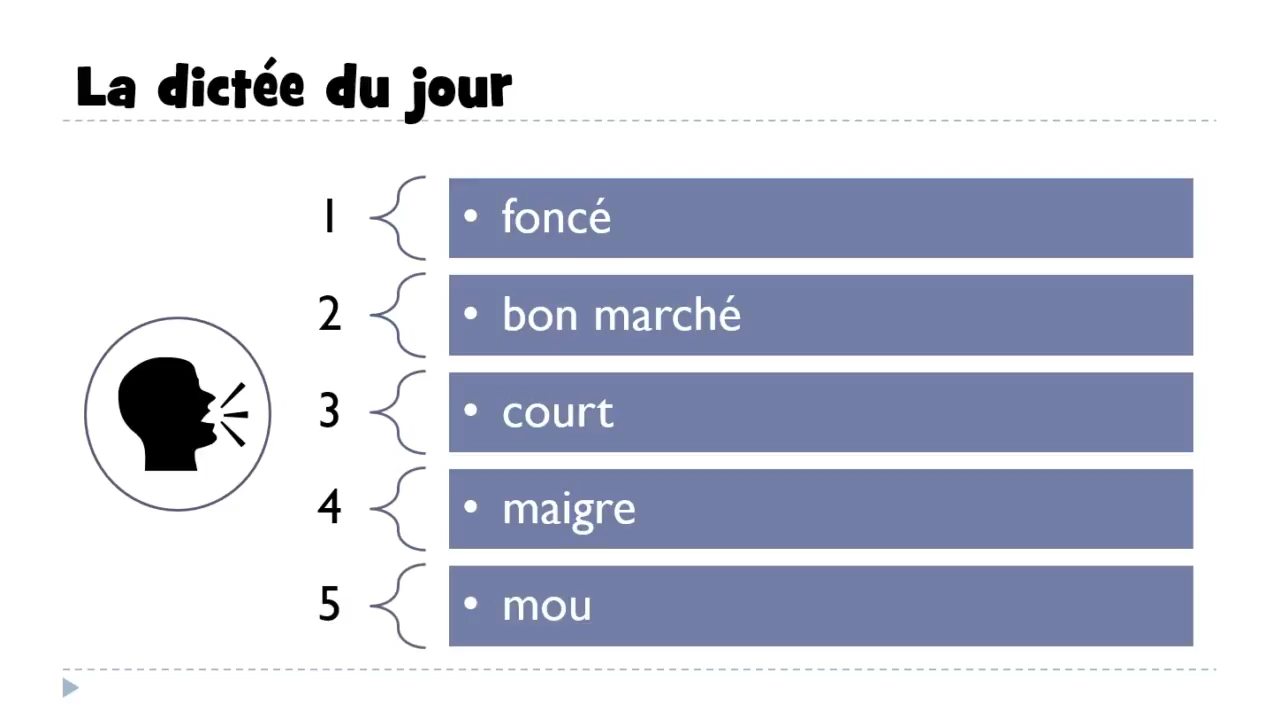 La dictée du jour
1 • foncé
2 • bon marché
3 • court
4 • maigre
5 • mou